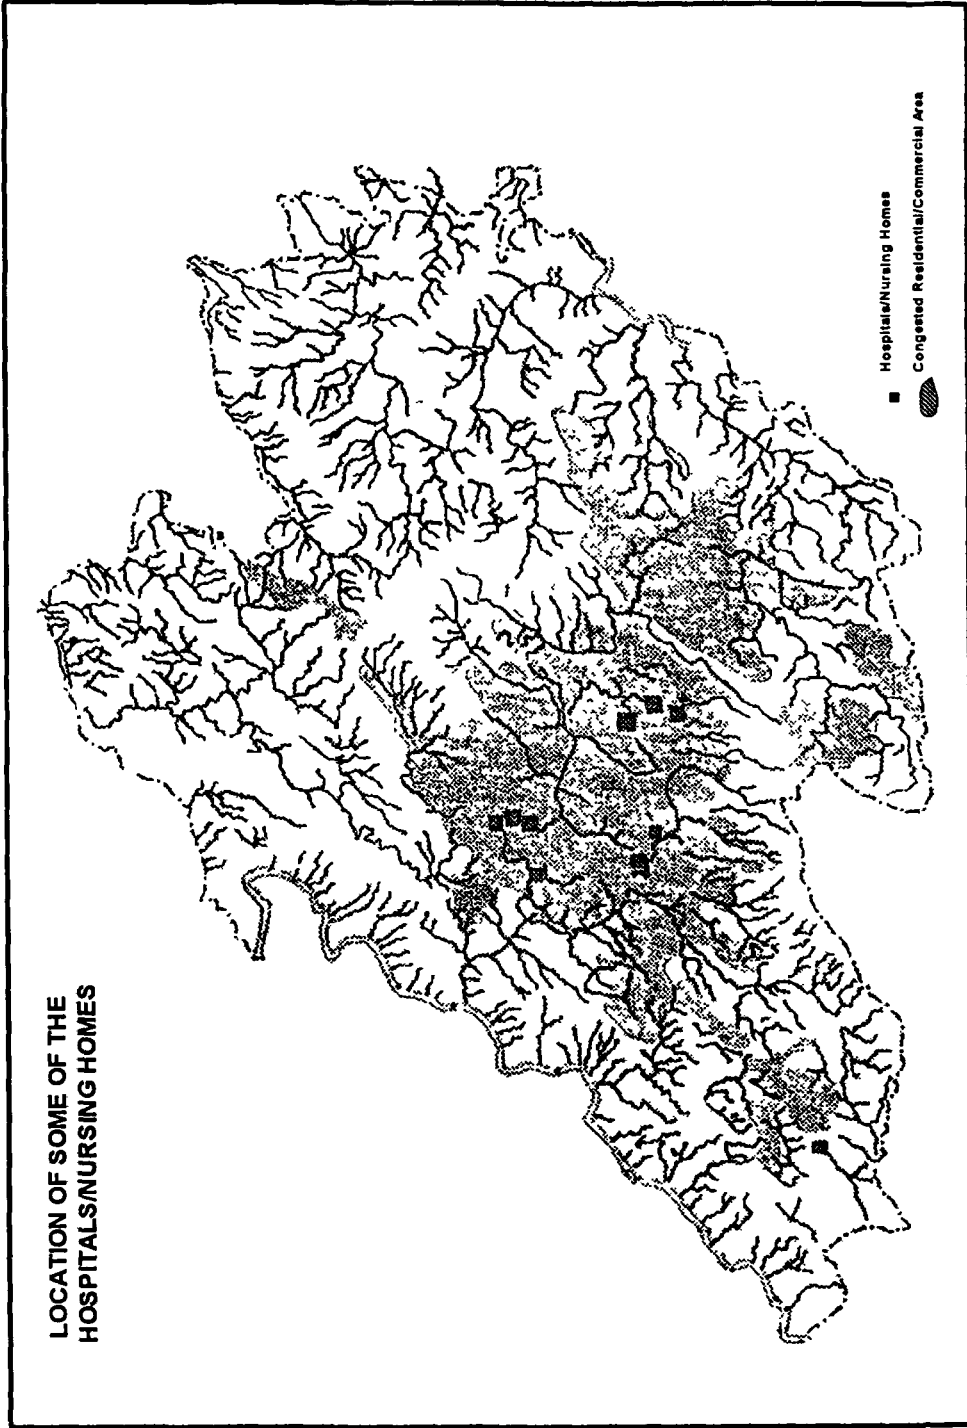 LOCATION OF SOME OF THE
HOSPITALS/NURSING HOMES
Hospitals/Nursing Homes
Congested Residential/Commercial Area